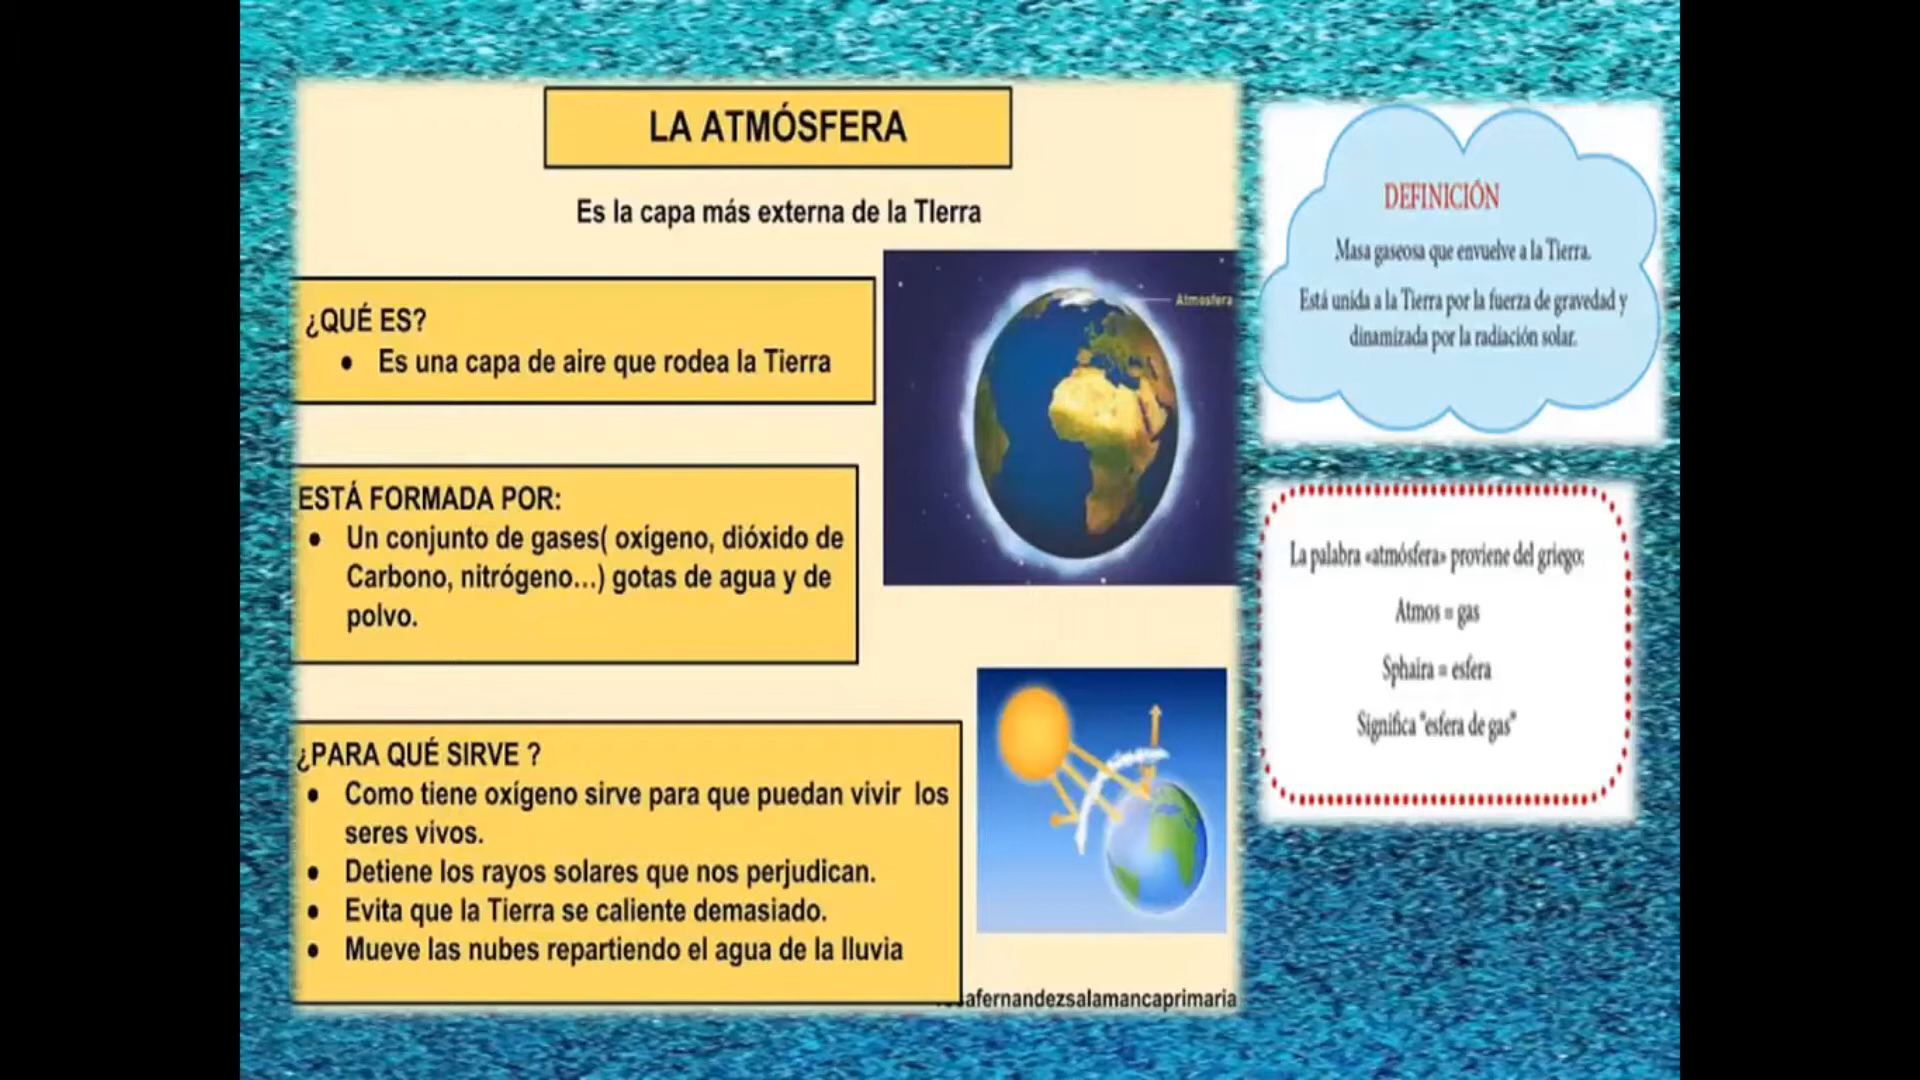 LA ATMÓSFERA
Es la capa más externa de la TIerra
¿QUÉ ES?
• Es una capa de aire que rodea la Tierra
Atmosfera
ESTÁ FORMADA POR:
• Un conjunto de gases( oxígeno, dióxido de
Carbono, nitrógeno...) gotas de agua y de
polvo.
¿PARA QUÉ SIRVE ?
• Como tiene oxígeno sirve para que puedan vivir los
seres vivos.
• Detiene los rayos solares que nos perjudican.
• Evita que la Tierra se caliente demasiado.
• Mueve las nubes repartiendo el agua de la lluvia
DEFINICIÓN
Masa gaseosa que envuelve a la Tierra.
Está unida a la Tierra por la fuerza de gravedad y
dinamizada por la radiación solar.
La palabra «atmósfera» proviene del griego:
Atmos = gas
Sphaira = esfera
Significa "esfera de gas"